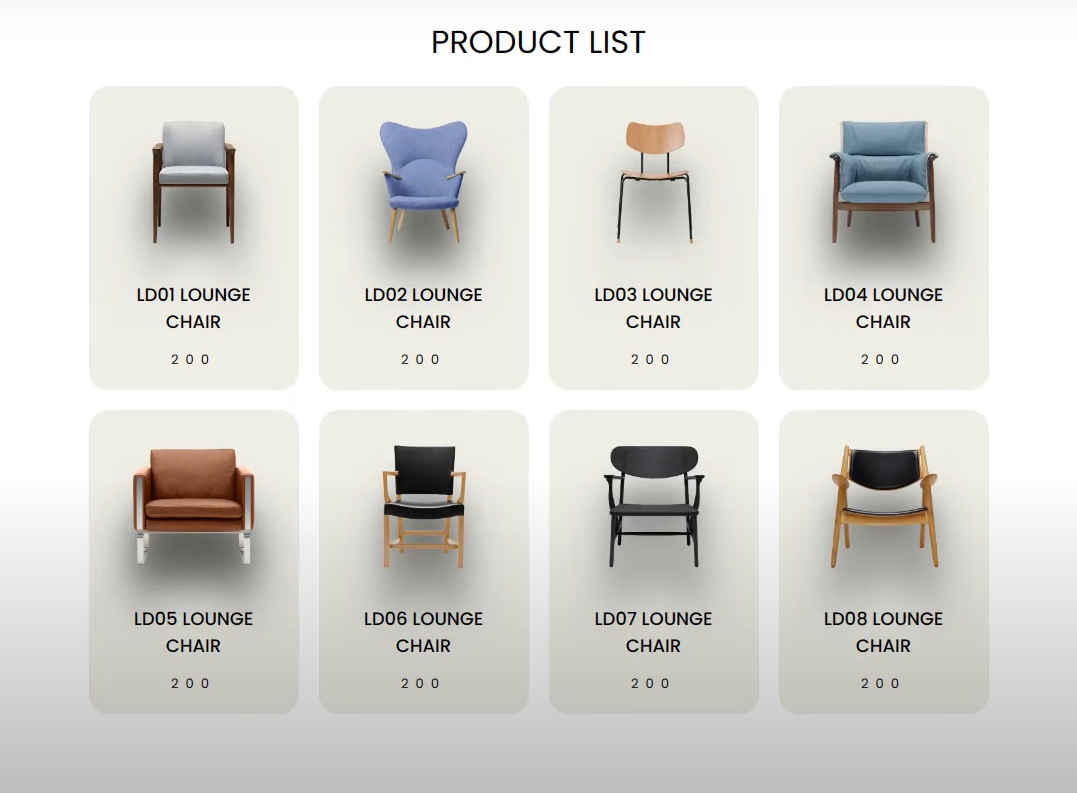 PRODUCT LIST
LD01 LOUNGE
CHAIR
200
LD02 LOUNGE
CHAIR
200
LD03 LOUNGE
CHAIR
200
LD04 LOUNGE
CHAIR
200
LD05 LOUNGE
CHAIR
200
LD06 LOUNGE
CHAIR
200
LD07 LOUNGE
CHAIR
200
LD08 LOUNGE
CHAIR
200